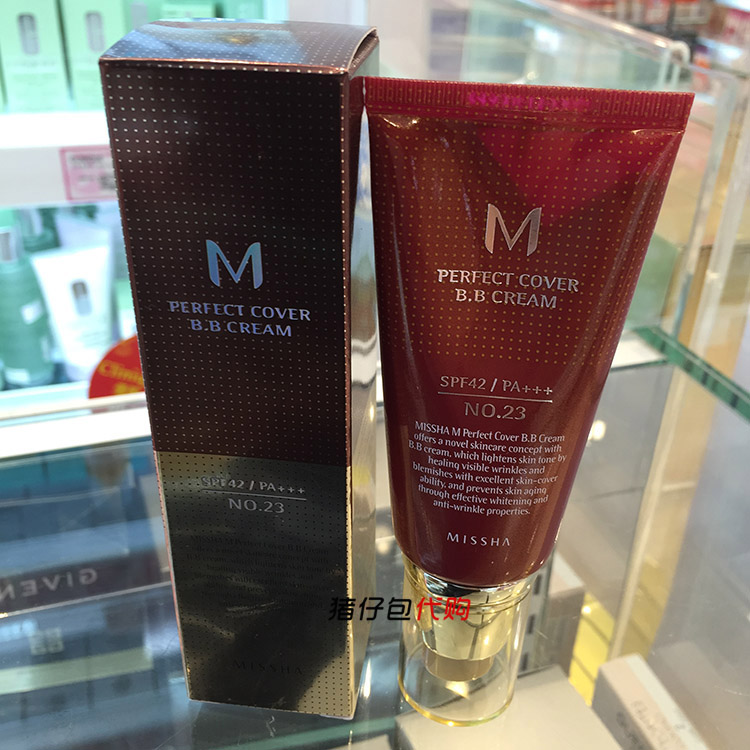 M
PERFECT COVER
B.B CREAM
SPF42 / PA+++
NO.23
MISSHA
M
PERFECT COVER
B.B CREAM
SPF42 / PA+++
NO.23
MISSHA M Perfect Cover B.B Cream
offers a novel skincare concept with
B.B cream, which lightens skin tone by
healing visible wrinkles and
blemishes with excellent skin-cover
ability, and prevents skin aging
through effective whitening and
anti-wrinkle properties.
MISSHA
猪仔包代购
Clini
GIVEN